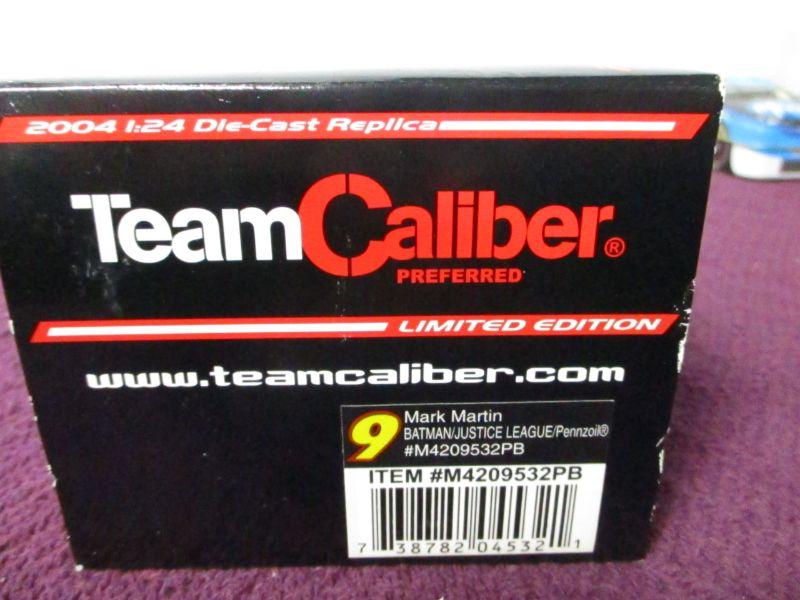 2004 1:24 Die-Cast Replica
TeamCaliber®
PREFERRED
LIMITED EDITION
www.teamcaliber.com
9
Mark Martin
BATMAN/JUSTICE LEAGUE/Pennzoil®
#M4209532PB
ITEM #M4209532PB
7 38782 04532 1